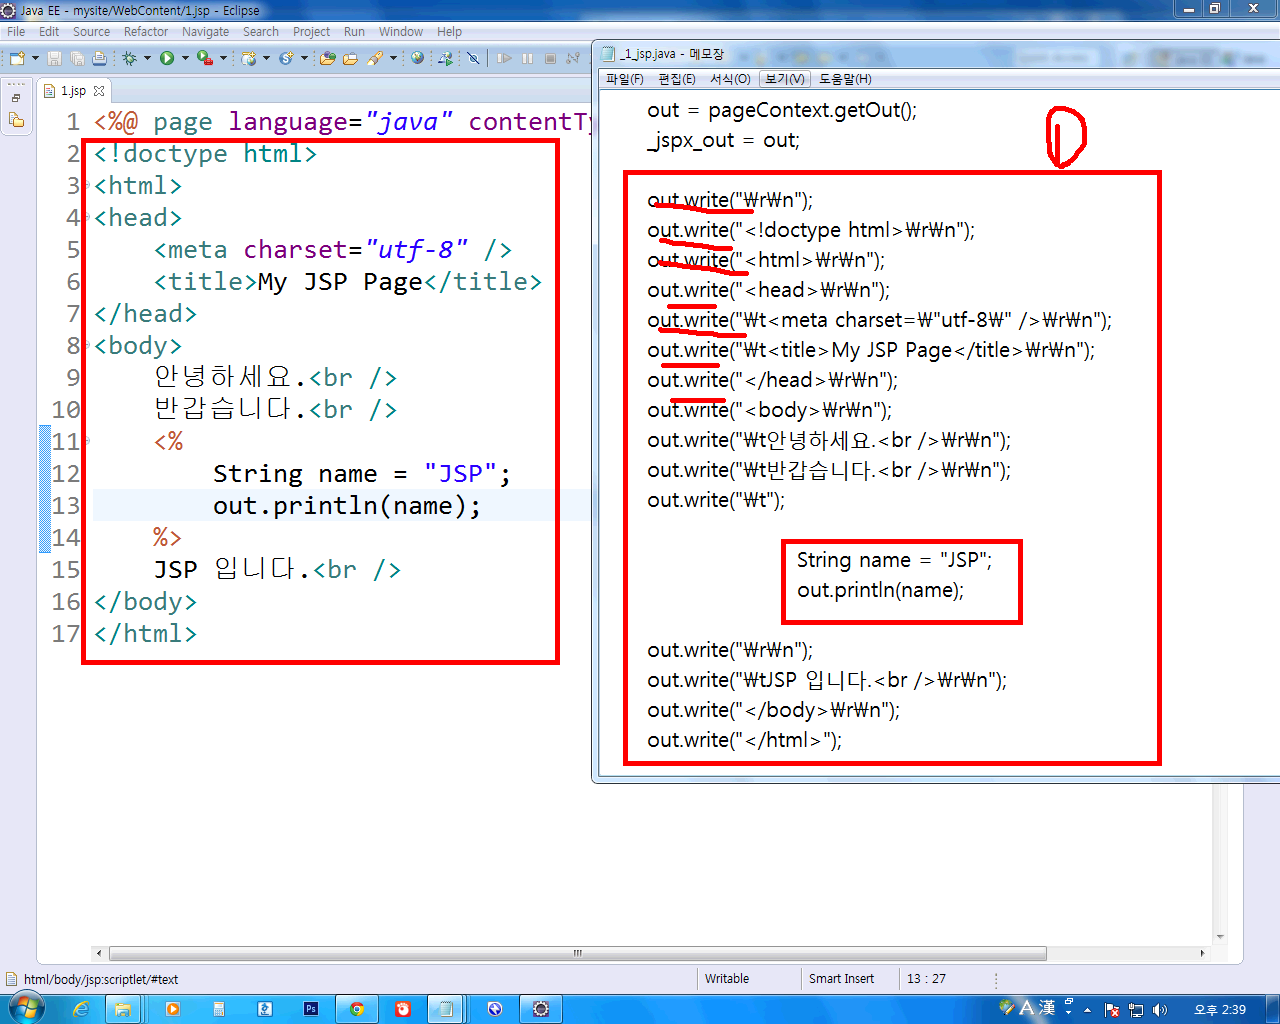 Java EE - mysite/WebContent/1.jsp - Eclipse
File Edit Source Refactor Navigate Search Project Run Window Help
1.jsp
1 <%@ page language="java" contentTy
2 <!doctype html>
3 <html>
4 <head>
5 <meta charset="utf-8" />
6 <title>My JSP Page</title>
7 </head>
8 <body>
9 안녕하세요.<br />
10 반갑습니다.<br />
11 <%
12 String name = "JSP";
13 out.println(name);
14 %>
15 JSP 입니다.<br />
16 </body>
17 </html>
_1_jsp.java - 메모장
파일(F) 편집(E) 서식(O) 보기(V) 도움말(H)
out = pageContext.getOut();
_jspx_out = out;
out.write("₩r₩n");
out.write("<!doctype html>₩r₩n");
out.write("<html>₩r₩n");
out.write("<head>₩r₩n");
out.write("₩t<meta charset=₩"utf-8₩" />₩r₩n");
out.write("₩t<title>My JSP Page</title>₩r₩n");
out.write("</head>₩r₩n");
out.write("<body>₩r₩n");
out.write("₩t안녕하세요.<br />₩r₩n");
out.write("₩t반갑습니다.<br />₩r₩n");
out.write("₩t");
String name = "JSP";
out.println(name);
out.write("₩r₩n");
out.write("₩tJSP 입니다.<br />₩r₩n");
out.write("</body>₩r₩n");
out.write("</html>");
html/body/jsp:scriptlet/#text
Writable
Smart Insert
13 : 27
Ps
A 漢
오후 2:39